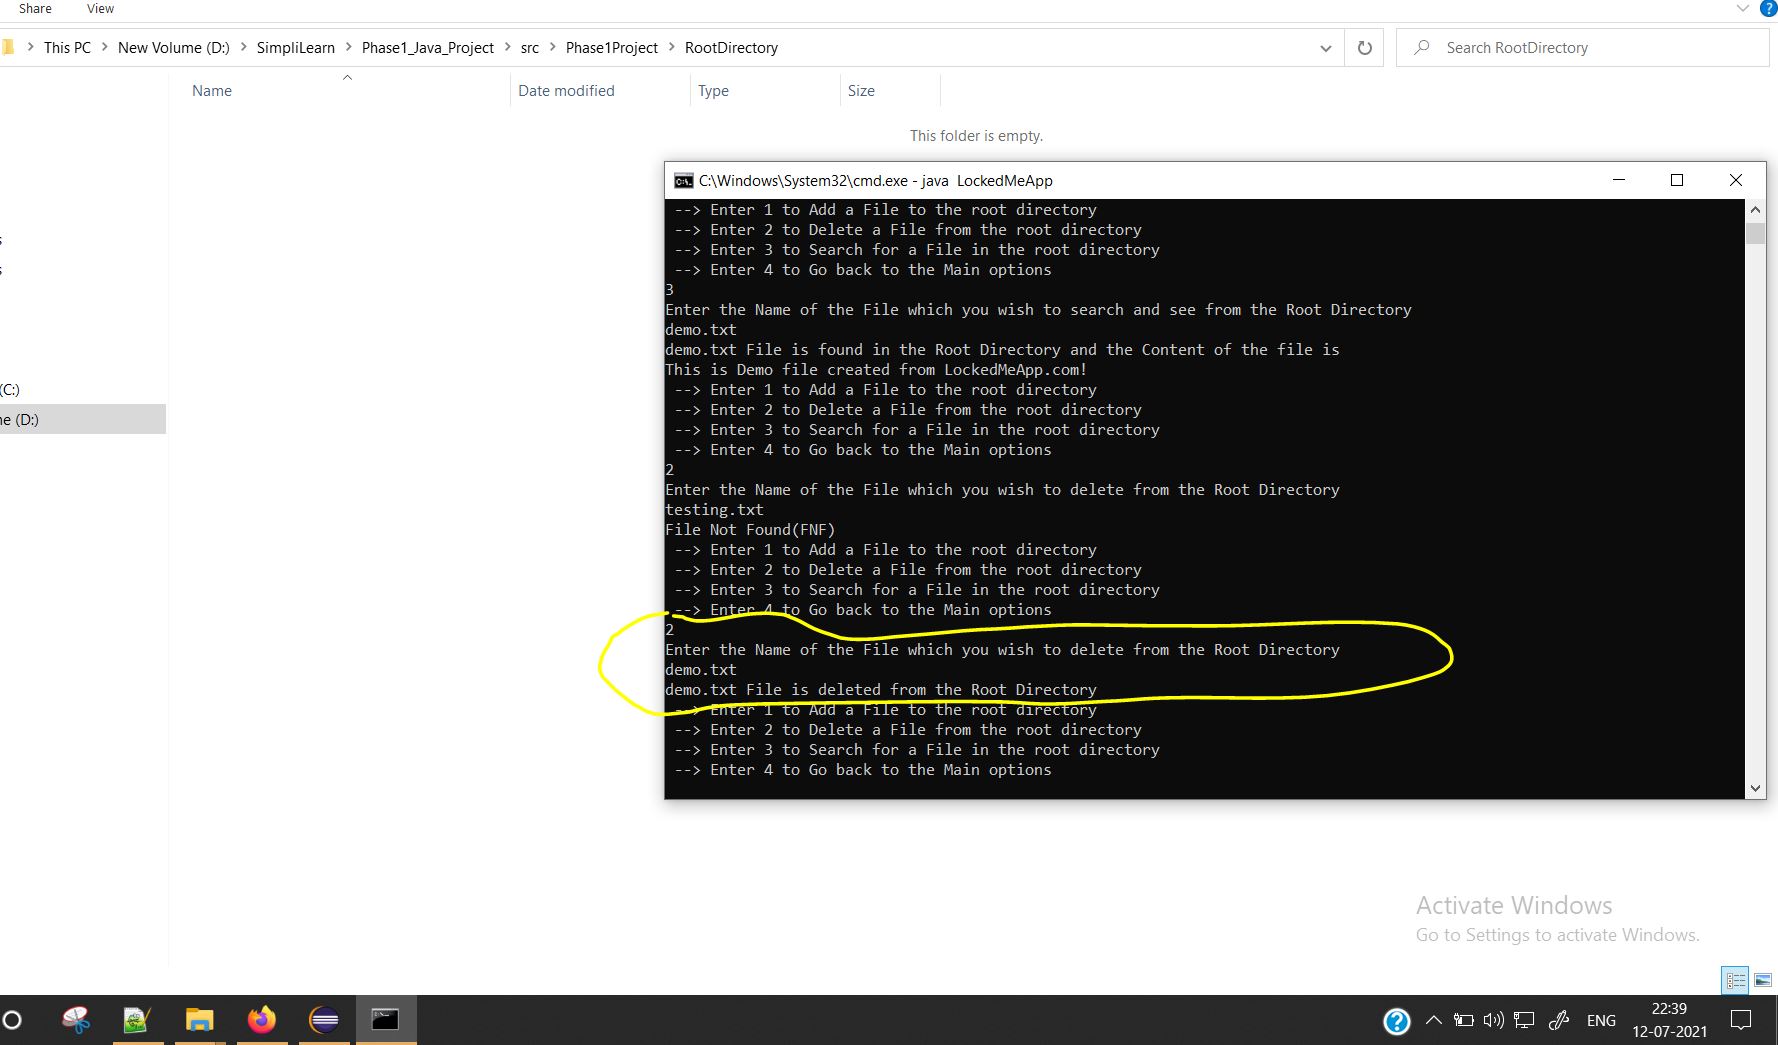 Share View
This PC New Volume (D:) SimpliLearn Phase1_Java_Project src Phase1Project RootDirectory Search RootDirectory
Name Date modified Type Size
This folder is empty.
C:\Windows\System32\cmd.exe - java LockedMeApp
--> Enter 1 to Add a File to the root directory
--> Enter 2 to Delete a File from the root directory
--> Enter 3 to Search for a File in the root directory
--> Enter 4 to Go back to the Main options
3
Enter the Name of the File which you wish to search and see from the Root Directory
demo.txt
demo.txt File is found in the Root Directory and the Content of the file is
This is Demo file created from LockedMeApp.com!
--> Enter 1 to Add a File to the root directory
--> Enter 2 to Delete a File from the root directory
--> Enter 3 to Search for a File in the root directory
--> Enter 4 to Go back to the Main options
2
Enter the Name of the File which you wish to delete from the Root Directory
testing.txt
File Not Found(FNF)
--> Enter 1 to Add a File to the root directory
--> Enter 2 to Delete a File from the root directory
--> Enter 3 to Search for a File in the root directory
--> Enter 4 to Go back to the Main options
2
Enter the Name of the File which you wish to delete from the Root Directory
demo.txt
demo.txt File is deleted from the Root Directory
--> Enter 1 to Add a File to the root directory
--> Enter 2 to Delete a File from the root directory
--> Enter 3 to Search for a File in the root directory
--> Enter 4 to Go back to the Main options
(C:)
(D:)
Activate Windows
Go to Settings to activate Windows.
ENG
22:39
12-07-2021